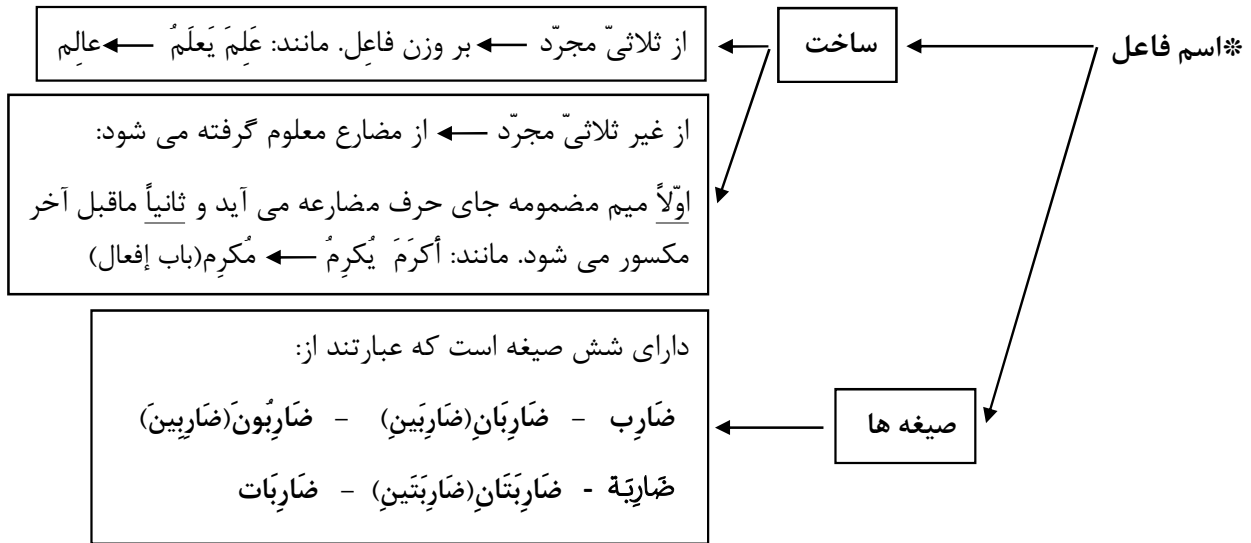 *اسم فاعل
ساخت
از ثلاثیّ مجرّد ← بر وزن فاعِل. مانند: عَلِمَ یَعلَمُ ← عالِم
از غیر ثلاثیّ مجرّد ← از مضارع معلوم گرفته می شود:
اوّلاً میم مضمومه جای حرف مضارعه می آید و ثانیاً ماقبل آخر
مکسور می شود. مانند: أکرَمَ یُکرِمُ ← مُکرِم(باب إفعال)
صیغه ها
دارای شش صیغه است که عبارتند از:
ضَارِب - ضَارِبَانِ(ضَارِبَینِ) - ضَارِبُونَ(ضَارِبِینَ)
ضَارِبَة - ضَارِبَتَانِ(ضَارِبَتَینِ) - ضَارِبَات